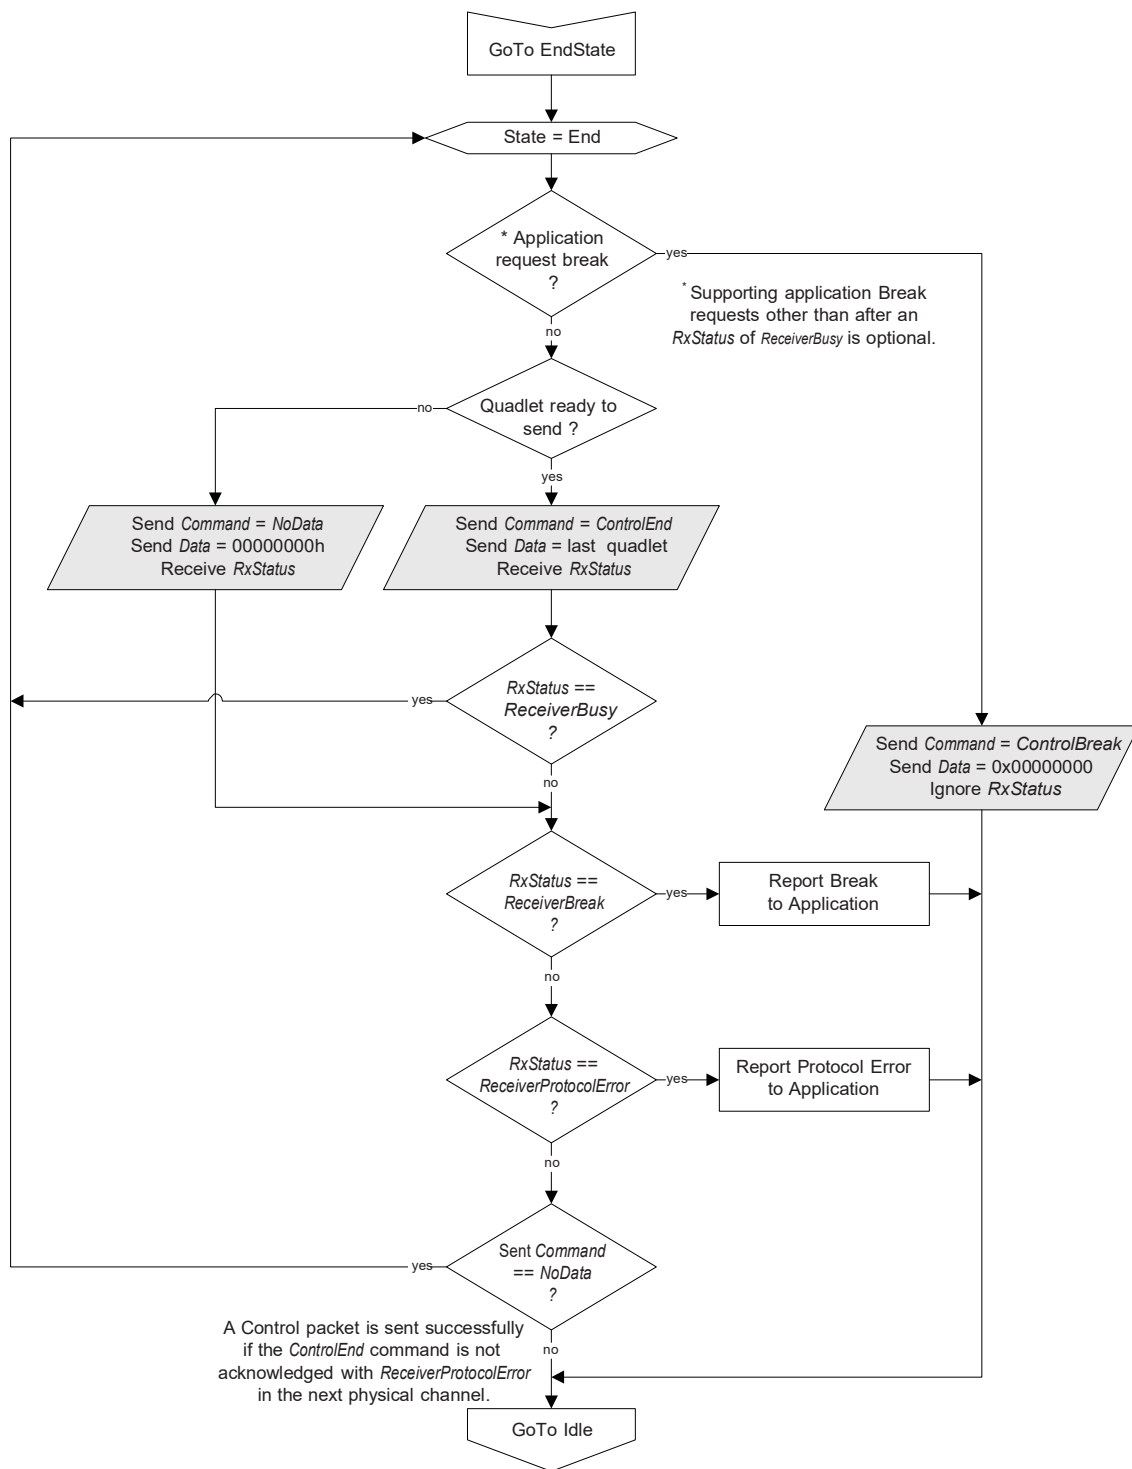 GoTo EndState
State = End
* Application
request break
?
yes
* Supporting application Break
requests other than after an
RxStatus of ReceiverBusy is optional.
no
Quadlet ready to
send ?
no
yes
Send Command = NoData
Send Data = 00000000h
Receive RxStatus
Send Command = ControlEnd
Send Data = last quadlet
Receive RxStatus
RxStatus ==
ReceiverBusy
?
yes
no
Send Command = ControlBreak
Send Data = 0x00000000
Ignore RxStatus
RxStatus ==
ReceiverBreak
?
yes
Report Break
to Application
no
RxStatus ==
ReceiverProtocolError
?
yes
Report Protocol Error
to Application
no
Sent Command
== NoData
?
yes
no
A Control packet is sent successfully
if the ControlEnd command is not
acknowledged with ReceiverProtocolError
in the next physical channel.
GoTo Idle